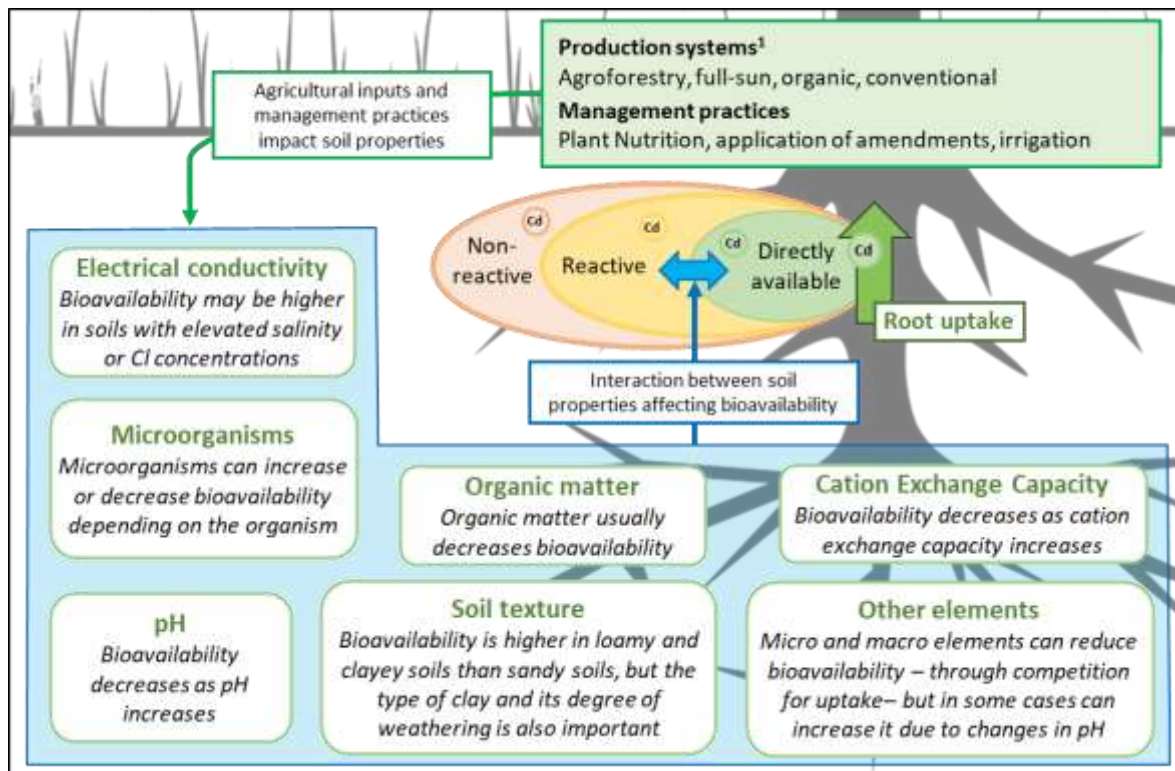 Production systems¹
Agroforestry, full-sun, organic, conventional
Management practices
Plant Nutrition, application of amendments, irrigation
Agricultural inputs and
management practices
impact soil properties
Cd
Cd
Cd
Cd
Non-
reactive
Reactive
Directly
available
Root uptake
Interaction between soil
properties affecting bioavailability
Electrical conductivity
Bioavailability may be higher
in soils with elevated salinity
or Cl concentrations
Microorganisms
Microorganisms can increase
or decrease bioavailability
depending on the organism
Organic matter
Organic matter usually
decreases bioavailability
Cation Exchange Capacity
Bioavailability decreases as cation
exchange capacity increases
pH
Bioavailability
decreases as pH
increases
Soil texture
Bioavailability is higher in loamy and
clayey soils than sandy soils, but the
type of clay and its degree of
weathering is also important
Other elements
Micro and macro elements can reduce
bioavailability – through competition
for uptake– but in some cases can
increase it due to changes in pH